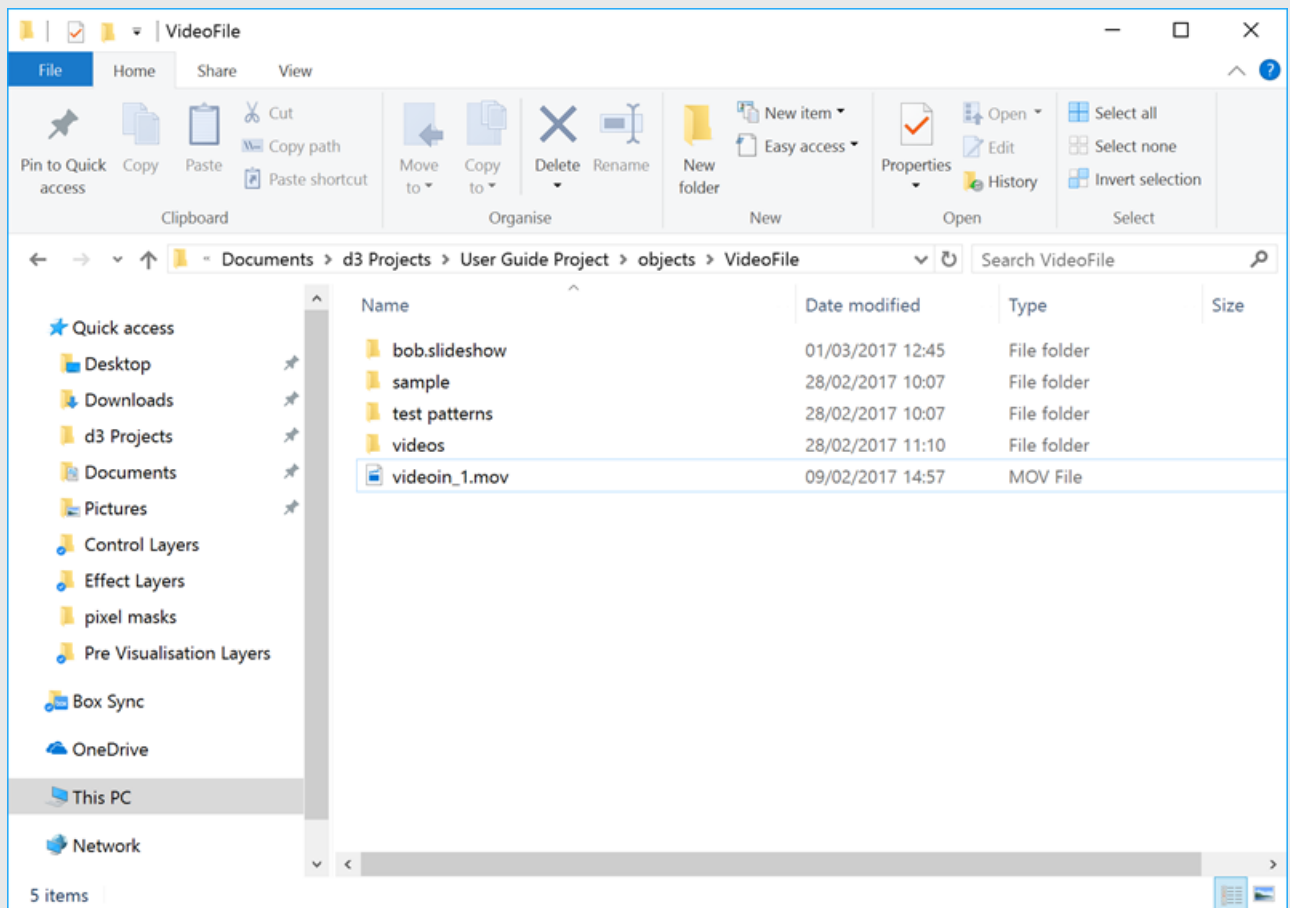 VideoFile
File Home Share View
Pin to Quick access
Copy
Paste
Cut
Copy path
Paste shortcut
Clipboard
Move to
Copy to
Delete
Rename
Organise
New folder
New item
Easy access
New
Properties
Open
Edit
History
Open
Select all
Select none
Invert selection
Select
Documents > d3 Projects > User Guide Project > objects > VideoFile
Search VideoFile
Quick access
Desktop
Downloads
d3 Projects
Documents
Pictures
Control Layers
Effect Layers
pixel masks
Pre Visualisation Layers
Box Sync
OneDrive
This PC
Network
Name Date modified Type Size
bob.slideshow 01/03/2017 12:45 File folder
sample 28/02/2017 10:07 File folder
test patterns 28/02/2017 10:07 File folder
videos 28/02/2017 11:10 File folder
videoin_1.mov 09/02/2017 14:57 MOV File
5 items